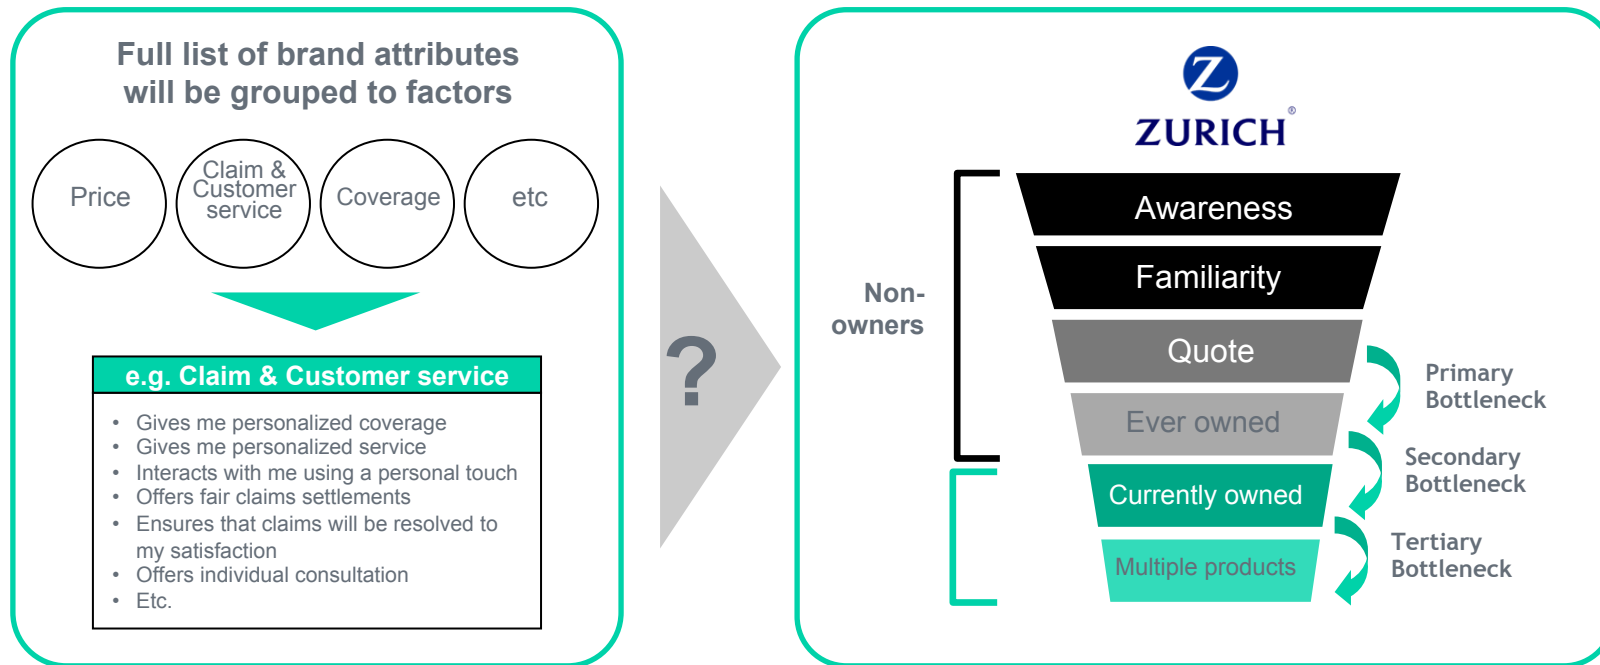 Full list of brand attributes
will be grouped to factors
Price
Claim &
Customer
service
Coverage
etc
e.g. Claim & Customer service
• Gives me personalized coverage
• Gives me personalized service
• Interacts with me using a personal touch
• Offers fair claims settlements
• Ensures that claims will be resolved to
my satisfaction
• Offers individual consultation
• Etc.
?
Z
ZURICH®
Non-
owners
Awareness
Familiarity
Quote
Ever owned
Currently owned
Multiple products
Primary
Bottleneck
Secondary
Bottleneck
Tertiary
Bottleneck